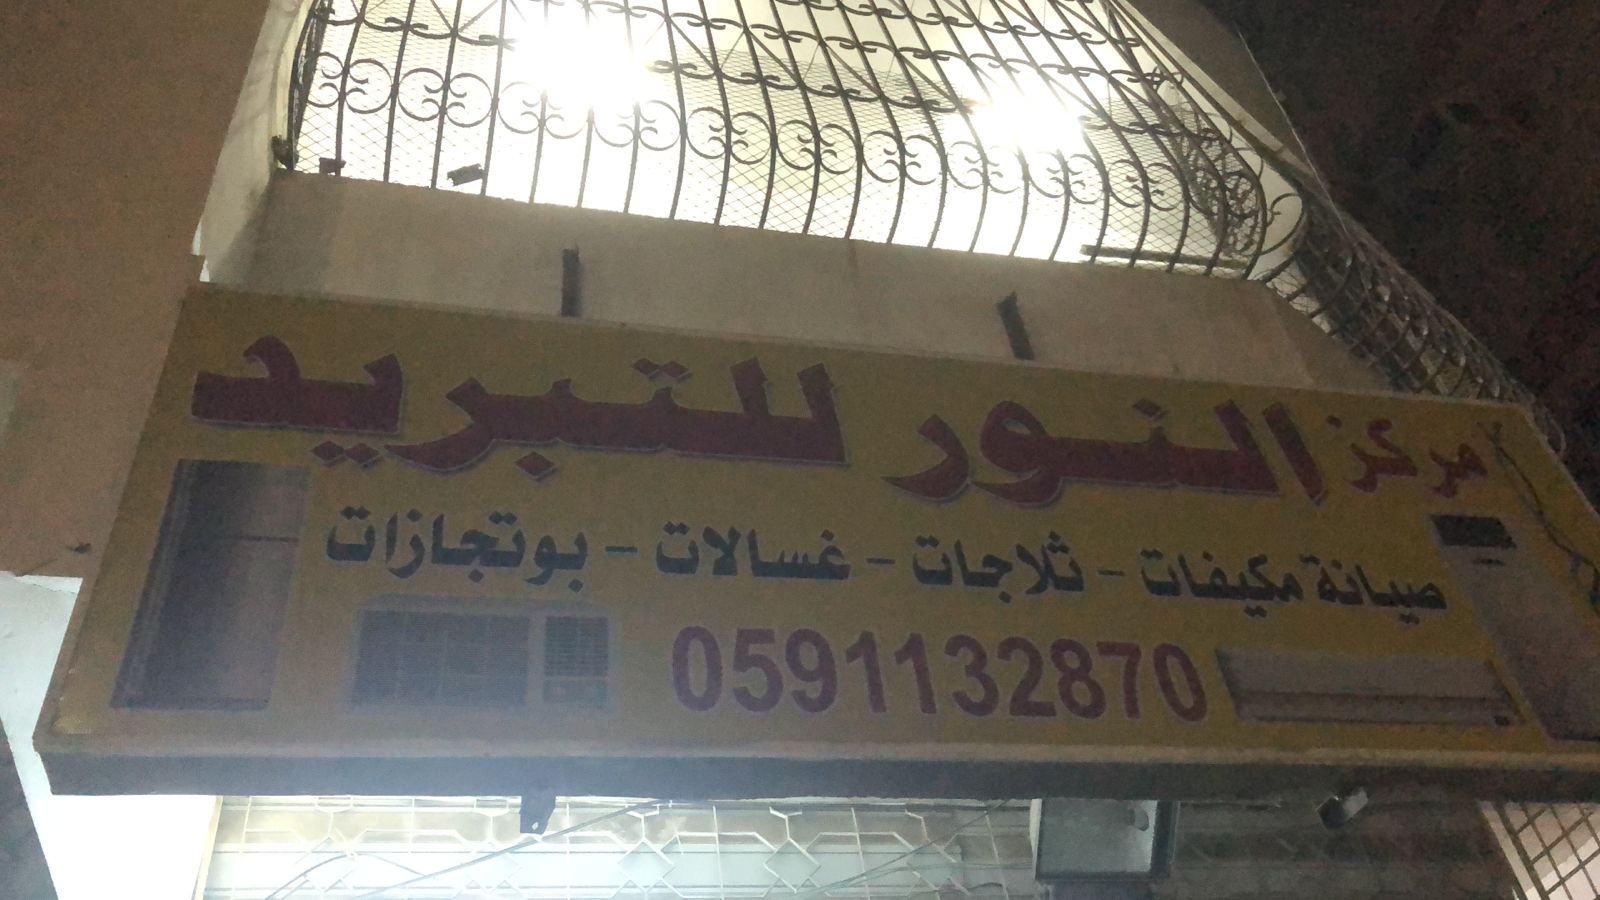 مركز النور للتبريد
صيانة مكيفات - ثلاجات - غسالات - بوتجازات
0591132870